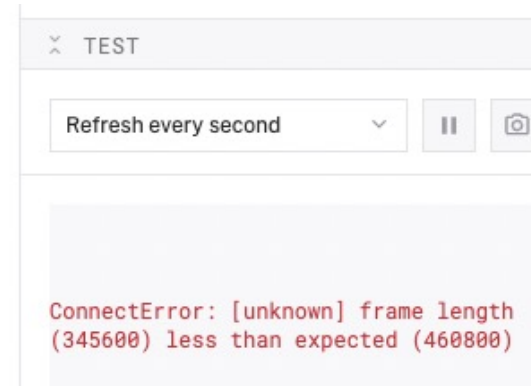 TEST
Refresh every second
ConnectError: [unknown] frame length
(345600) less than expected (460800)